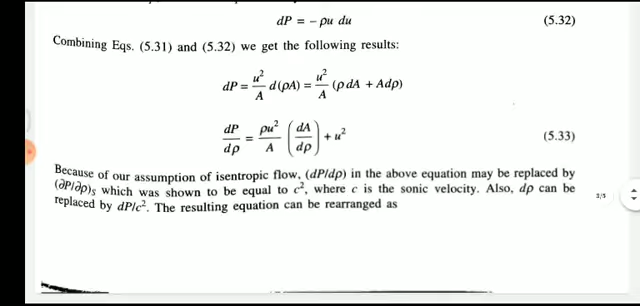 dP = − ρu du (5.32)
Combining Eqs. (5.31) and (5.32) we get the following results:
dP = u²/A d(ρA) = u²/A (ρ dA + Adρ)
dP/dρ = ρu²/A (dA/dρ) + u² (5.33)
Because of our assumption of isentropic flow, (dP/dρ) in the above equation may be replaced by
(∂P/∂ρ)s which was shown to be equal to c², where c is the sonic velocity. Also, dρ can be
replaced by dP/c². The resulting equation can be rearranged as
2/5